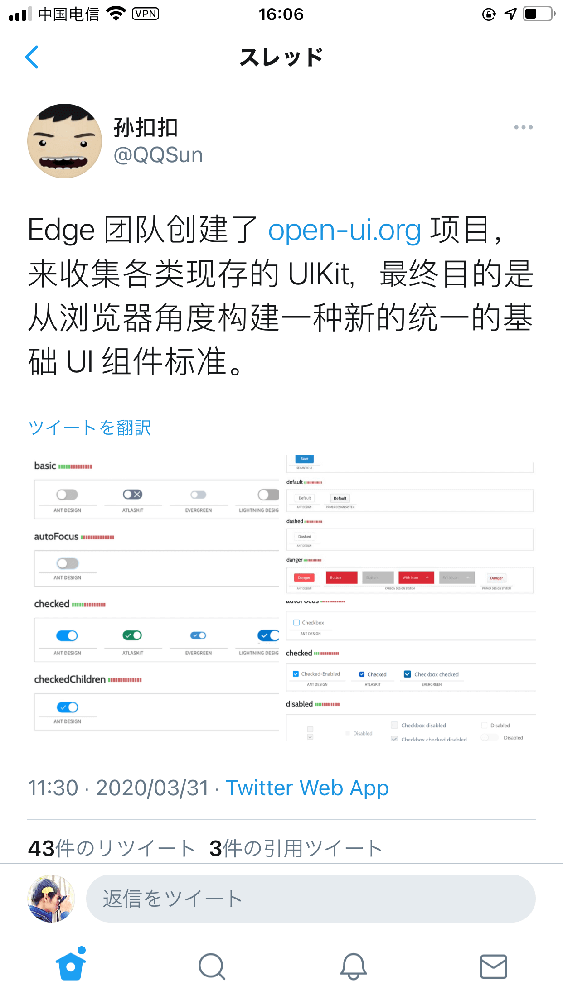 中国电信 VPN 16:06
スレッド
孙扣扣
@QQSun
Edge 团队创建了 open-ui.org 项目，
来收集各类现存的 UIKit，最终目的是
从浏览器角度构建一种新的统一的基
础 UI 组件标准。
ツイートを翻訳
basic
ANT DESIGN ATLASKIT EVERGREEN LIGHTNING DESIG
autoFocus
ANT DESIGN
checked
ANT DESIGN ATLASKIT EVERGREEN LIGHTNING DESIG
checkedChildren
ANT DESIGN
default
Default Default
dashed
Dashed
danger
Danger Danger
autoFocus
Checkbox
checked
Checked Checkbox checked
ANT DESIGN ATLASKIT EVERGREEN
disabled
Disabled Checkbox disabled Disabled
Checkbox checked disabled Disabled
11:30 · 2020/03/31 · Twitter Web App
43件のリツイート 3件の引用ツイート
返信をツイート